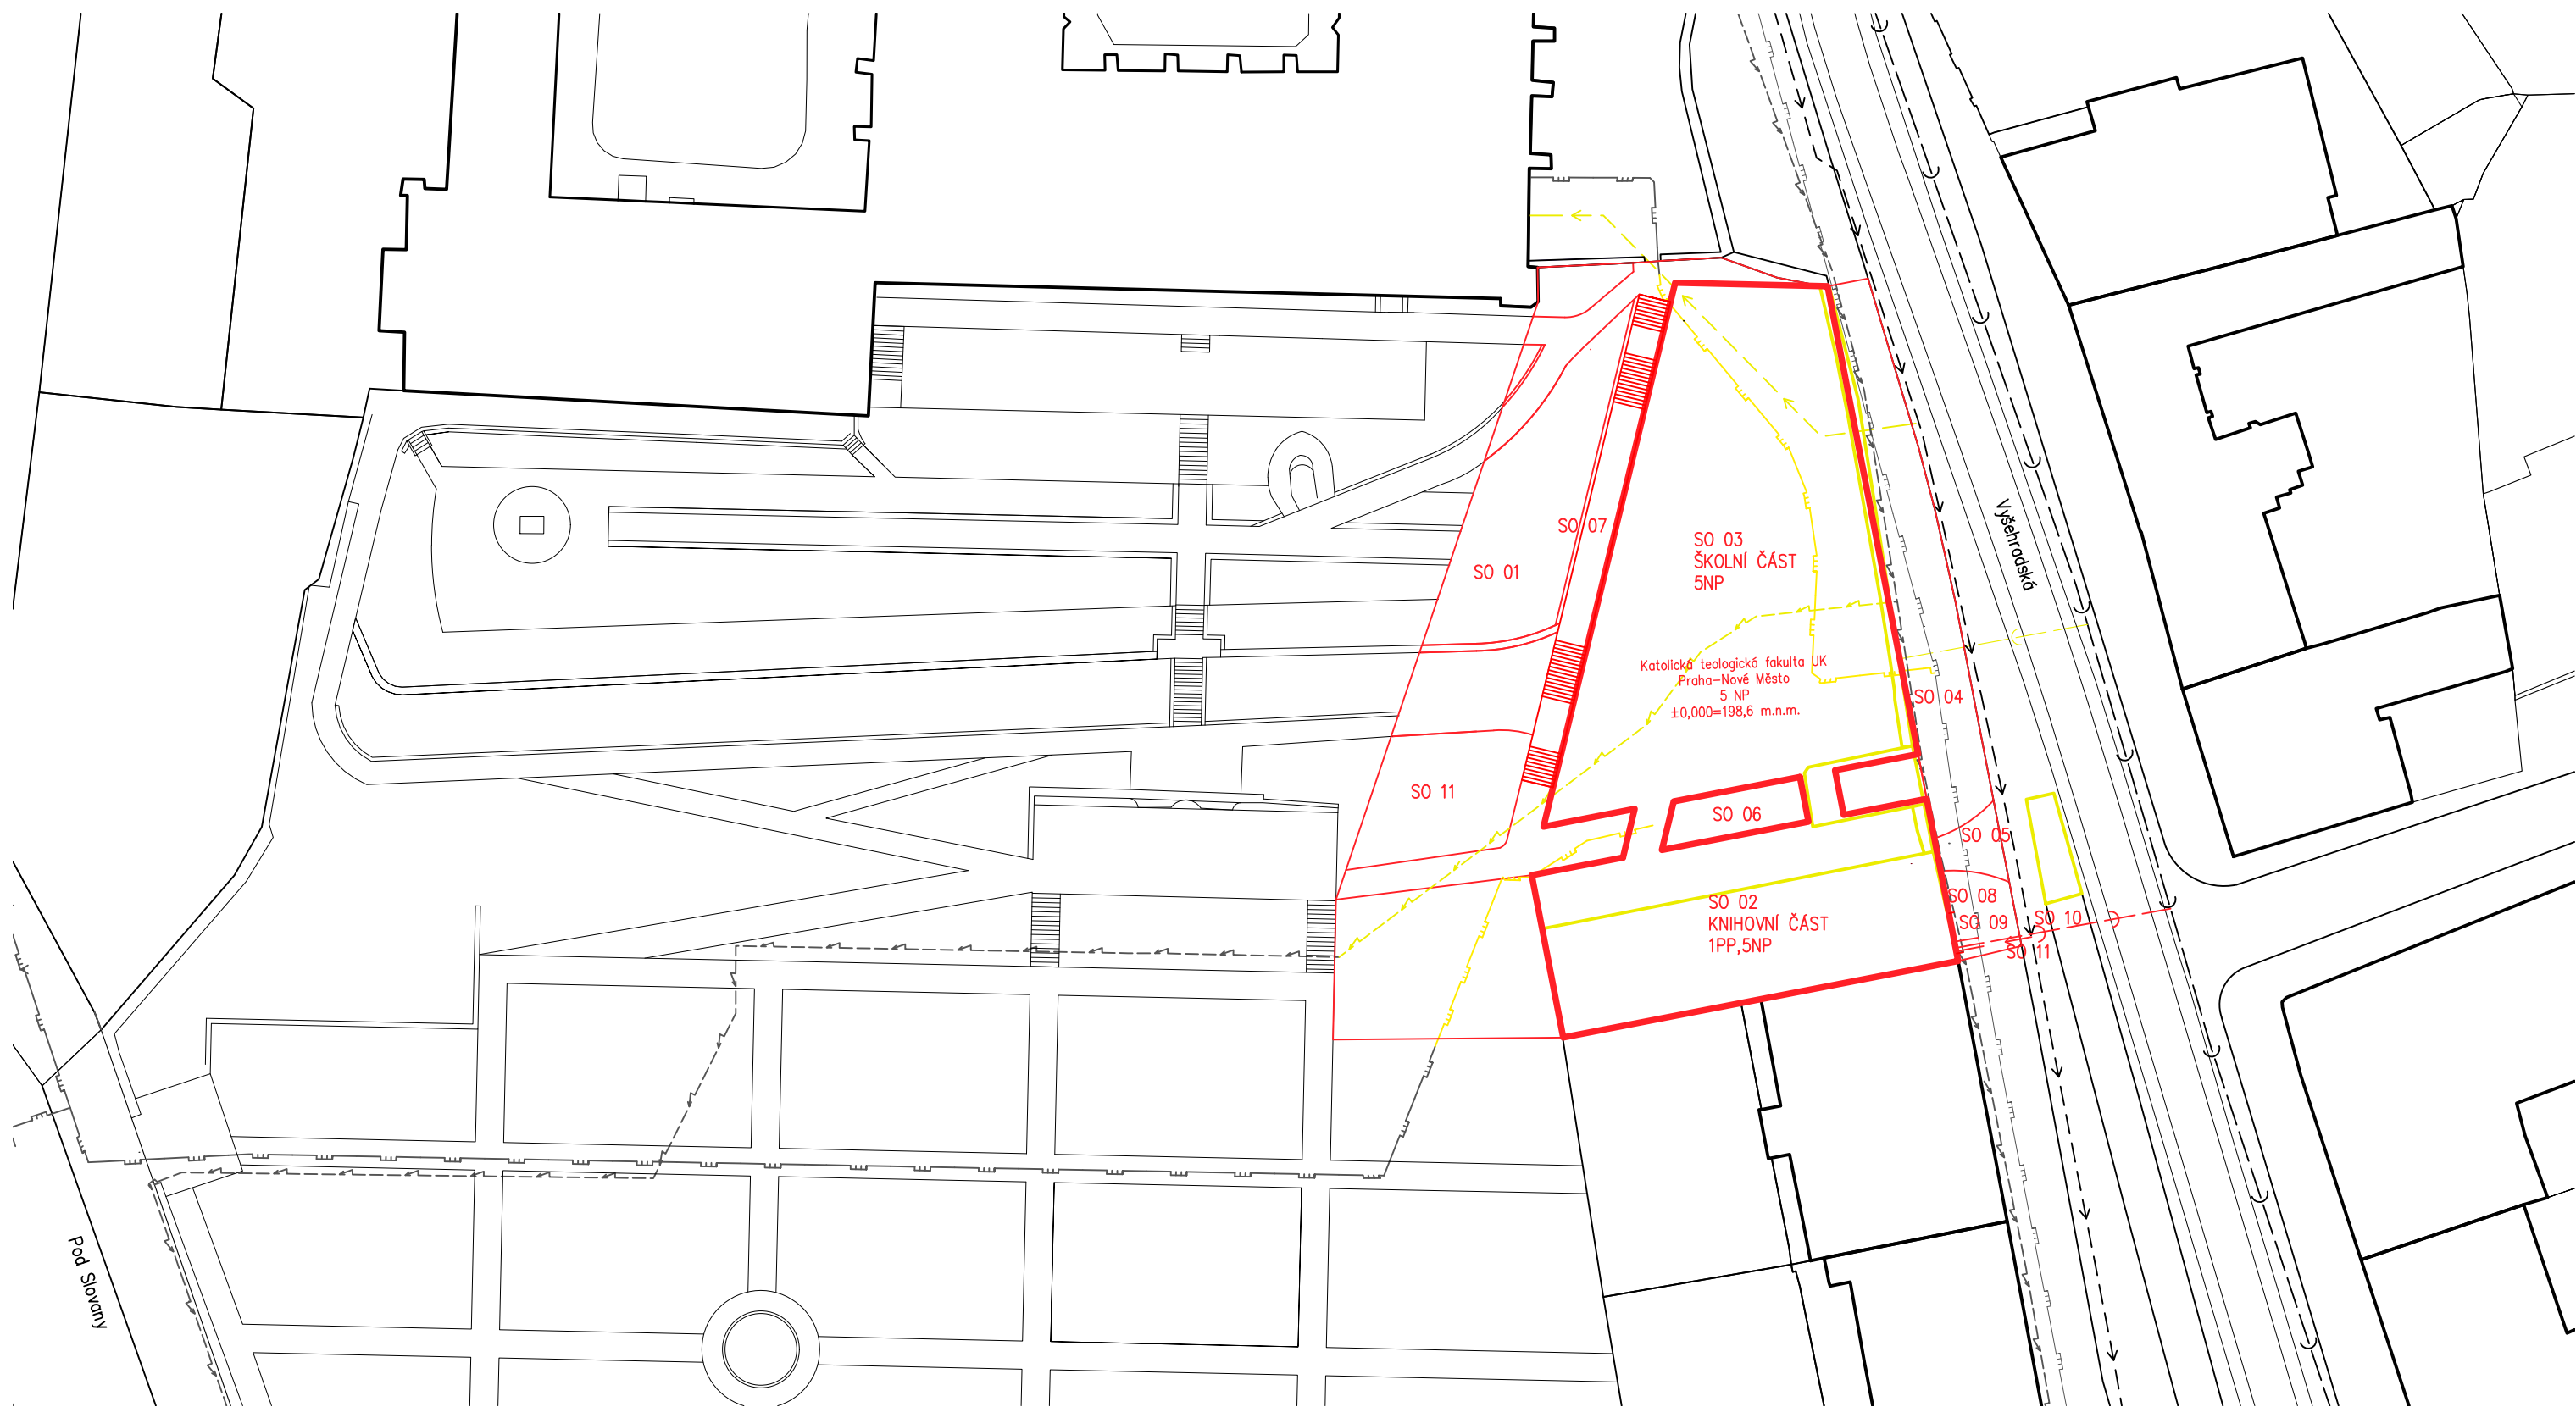 Vyšehradská
SO 07
SO 01
SO 03
ŠKOLNÍ ČÁST
5NP
Katolická teologická fakulta UK
Praha-Nové Město
5 NP
±0,000=198,6 m.n.m.
SO 04
SO 11
SO 06
SO 05
SO 02
KNIHOVNÍ ČÁST
1PP,5NP
SO 08
SO 09
SO 10
SO 11
Pod Slovany